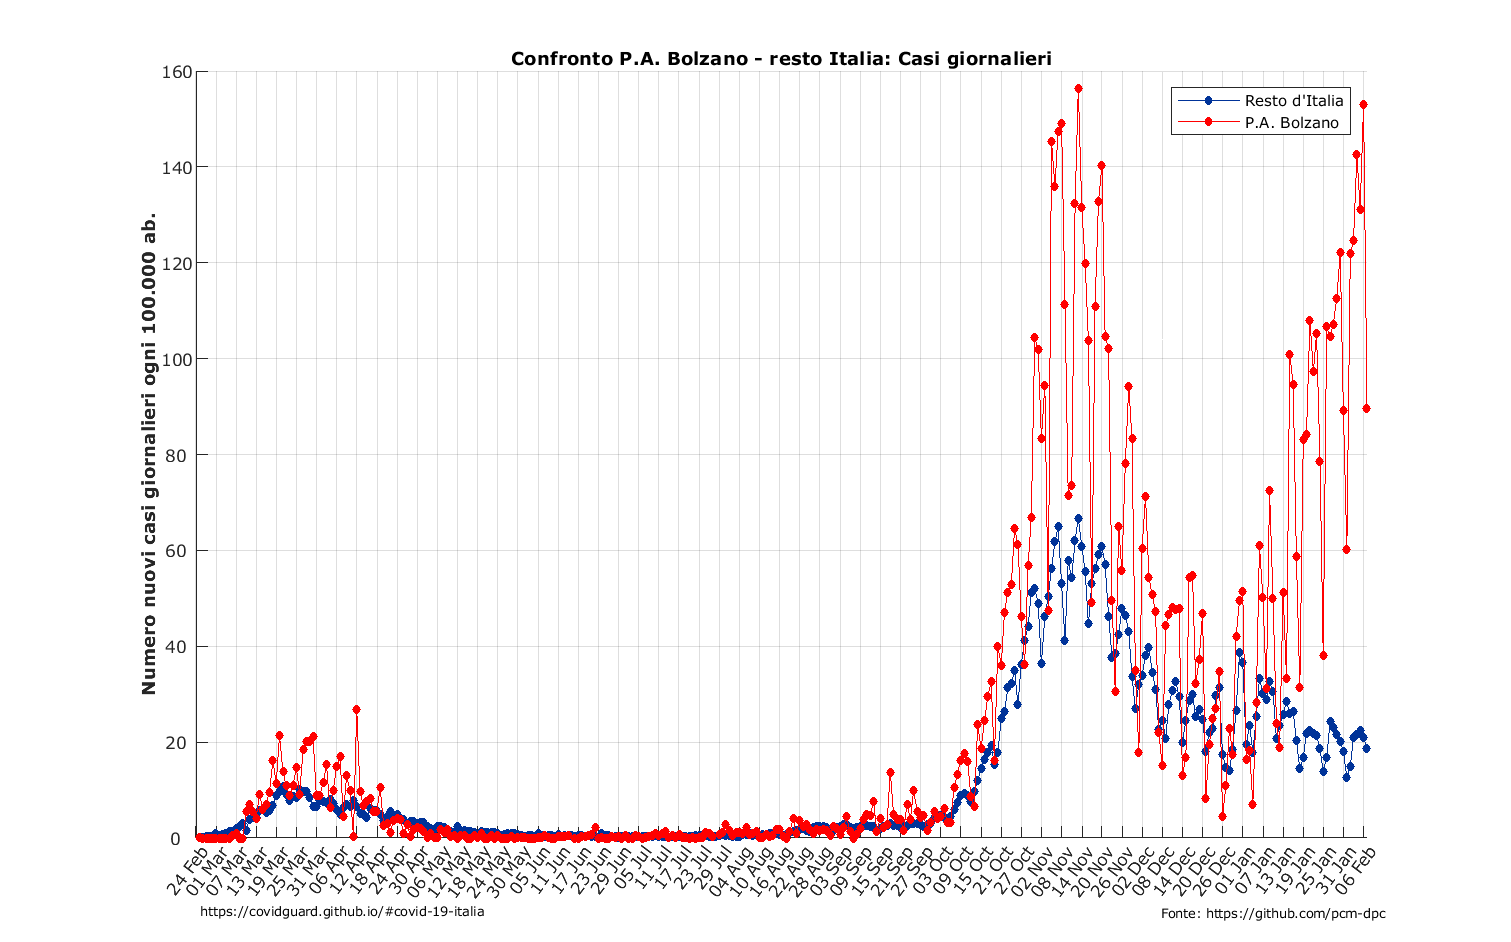 Confronto P.A. Bolzano - resto Italia: Casi giornalieri
Resto d'Italia
P.A. Bolzano
Numero nuovi casi giornalieri ogni 100.000 ab.
160
140
120
100
80
60
40
20
0
24 Feb
01 Mar
07 Mar
13 Mar
19 Mar
25 Mar
31 Mar
06 Apr
12 Apr
18 Apr
24 Apr
30 Apr
06 May
12 May
18 May
24 May
30 May
05 Jun
11 Jun
17 Jun
23 Jun
29 Jun
05 Jul
11 Jul
17 Jul
23 Jul
29 Jul
04 Aug
10 Aug
16 Aug
22 Aug
28 Aug
03 Sep
09 Sep
15 Sep
21 Sep
27 Sep
03 Oct
09 Oct
15 Oct
21 Oct
27 Oct
02 Nov
08 Nov
14 Nov
20 Nov
26 Nov
02 Dec
08 Dec
14 Dec
20 Dec
26 Dec
01 Jan
07 Jan
13 Jan
19 Jan
25 Jan
31 Jan
06 Feb
https://covidguard.github.io/#covid-19-italia
Fonte: https://github.com/pcm-dpc